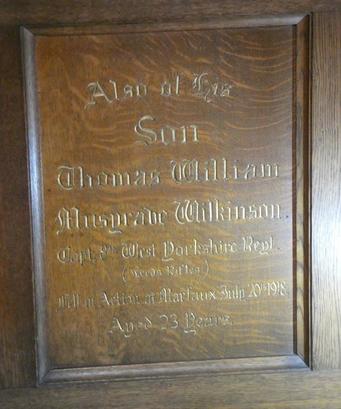 Also of His
Son
Thomas William
Musgrave Wilkinson
Capt. 8th West Yorkshire Regt.
(Leeds Rifles)
Fell in Action at Marfaux July 20th 1918.
Aged 23 Years.